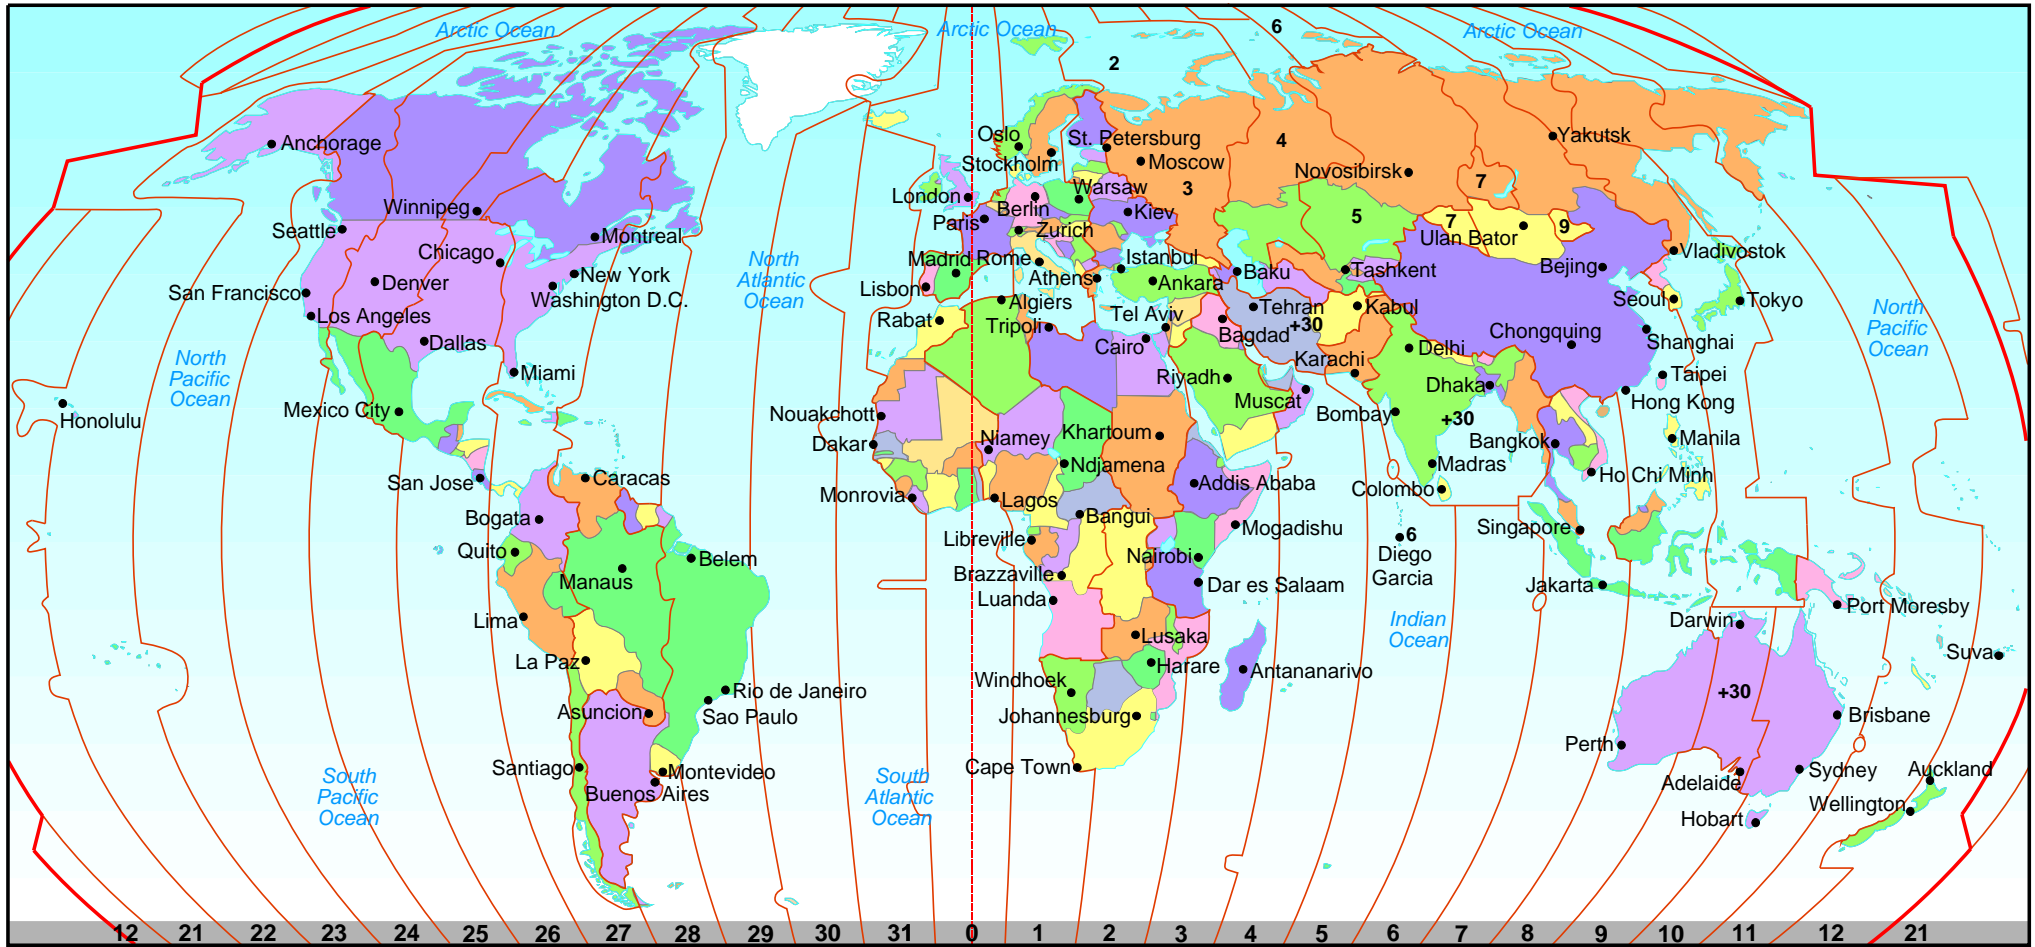 Arctic Ocean
Arctic Ocean
Arctic Ocean
6
2
Anchorage
Oslo
St. Petersburg
Stockholm
Moscow
4
Yakutsk
Novosibirsk
7
3
Warsaw
London
Berlin
Paris
Kiev
Zurich
5
7
9
Ulan Bator
Winnipeg
Seattle
Montreal
Chicago
New York
Denver
San Francisco
Washington D.C.
Los Angeles
Dallas
Miami
Mexico City
Honolulu
North
Pacific
Ocean
North
Atlantic
Ocean
Madrid
Rome
Istanbul
Athens
Ankara
Lisbon
Algiers
Rabat
Tripoli
Tel Aviv
Cairo
Baku
Tashkent
Tehran
Kabul
+30
Bagdad
Karachi
Delhi
Riyadh
Muscat
Bombay
Dhaka
+30
Madras
Colombo
Bejing
Vladivostok
Seoul
Tokyo
Chongquing
Shanghai
Taipei
Hong Kong
Manila
Bangkok
Ho Chi Minh
Singapore
Jakarta
North
Pacific
Ocean
Nouakchott
Dakar
Niamey
Khartoum
Ndjamena
Addis Ababa
Monrovia
Lagos
Bangui
Mogadishu
Libreville
Nairobi
Brazzaville
Dar es Salaam
Luanda
Lusaka
Harare
Antananarivo
Windhoek
Johannesburg
Cape Town
6
Diego
Garcia
Indian
Ocean
San Jose
Caracas
Bogata
Quito
Belem
Manaus
Lima
La Paz
Rio de Janeiro
Asuncion
Sao Paulo
Santiago
Montevideo
Buenos Aires
South
Pacific
Ocean
South
Atlantic
Ocean
Port Moresby
Darwin
Suva
+30
Brisbane
Perth
Adelaide
Sydney
Auckland
Wellington
Hobart
12 21 22 23 24 25 26 27 28 29 30 31 0 1 2 3 4 5 6 7 8 9 10 11 12 21